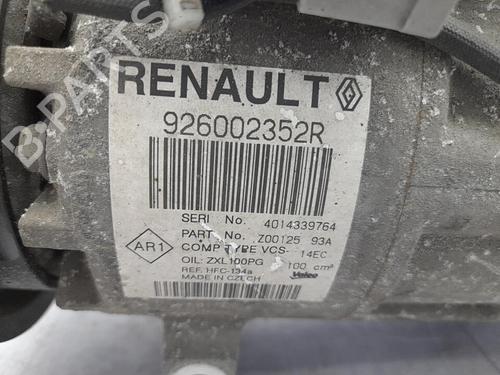 RENAULT
926002352R
SERI No. 4014339764
PART No. Z00125 93A
COMP TYPE VCS- 14EC
OIL: ZXL100PG 100 cm³
REF. HFC-134a
MADE IN CZECH
AR1
Valeo
B-Parts